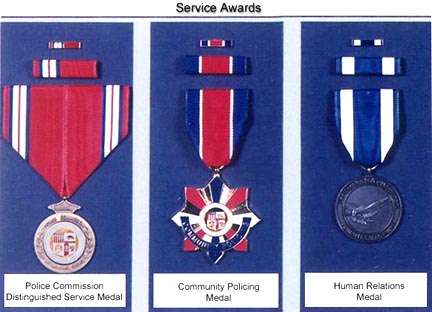 Service Awards
Police Commission
Distinguished Service Medal
Community Policing
Medal
Human Relations
Medal